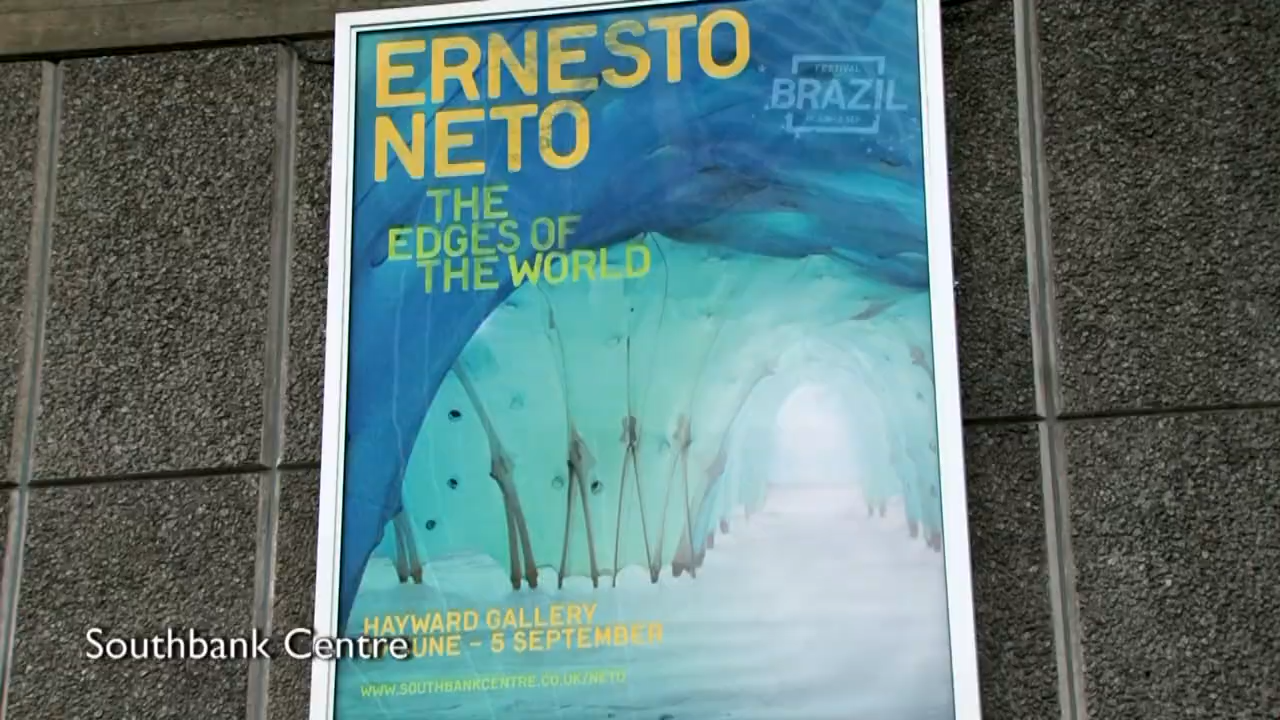 ERNESTO
NETO
THE
EDGES OF
THE WORLD
FESTIVAL
BRAZIL
HAYWARD GALLERY
JUNE – 5 SEPTEMBER
WWW.SOUTHBANKCENTRE.CO.UK/NETO
Southbank Centre